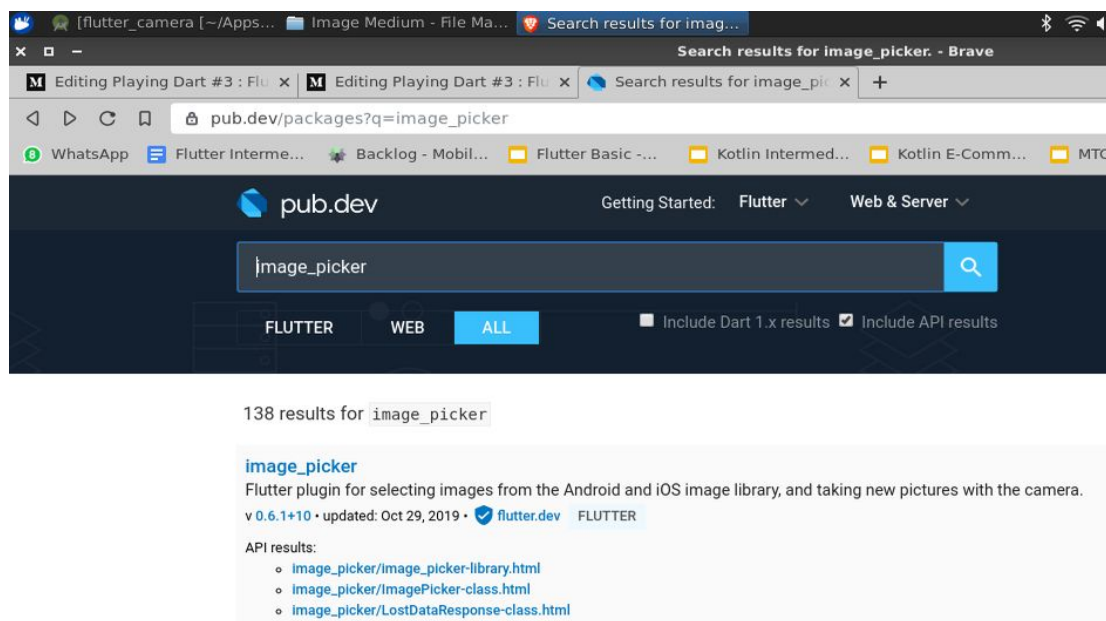 [flutter_camera [~/Apps... Image Medium - File Ma... Search results for imag...
Search results for image_picker. - Brave
M Editing Playing Dart #3 : Flu x M Editing Playing Dart #3 : Flu x Search results for image_pic x +
pub.dev/packages?q=image_picker
8 WhatsApp Flutter Interme... Backlog - Mobil... Flutter Basic -... Kotlin Intermed... Kotlin E-Comm... MTC
pub.dev Getting Started: Flutter Web & Server
image_picker
FLUTTER WEB ALL Include Dart 1.x results Include API results
138 results for image_picker
image_picker
Flutter plugin for selecting images from the Android and iOS image library, and taking new pictures with the camera.
v 0.6.1+10 • updated: Oct 29, 2019 • flutter.dev FLUTTER
API results:
image_picker/image_picker-library.html
image_picker/ImagePicker-class.html
image_picker/LostDataResponse-class.html